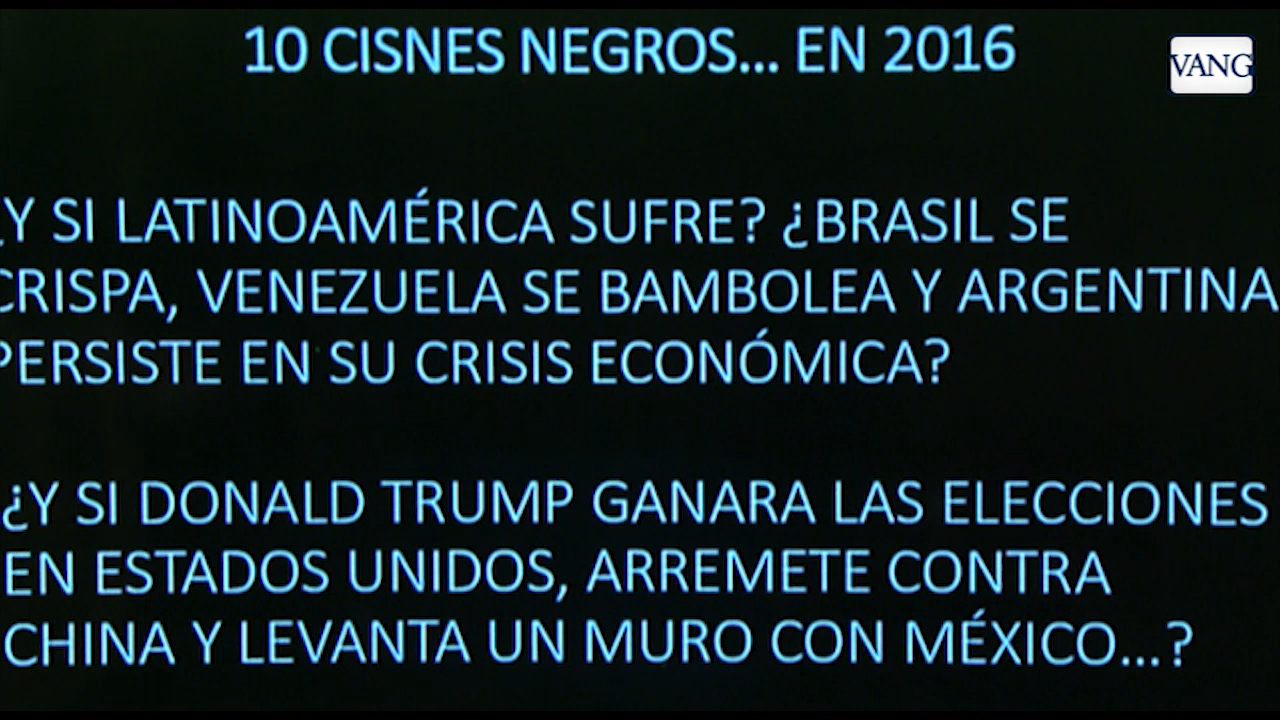 10 CISNES NEGROS... EN 2016
VANG
¿Y SI LATINOAMÉRICA SUFRE? ¿BRASIL SE
CRISPA, VENEZUELA SE BAMBOLEA Y ARGENTINA
PERSISTE EN SU CRISIS ECONÓMICA?
¿Y SI DONALD TRUMP GANARA LAS ELECCIONES
EN ESTADOS UNIDOS, ARREMETE CONTRA
CHINA Y LEVANTA UN MURO CON MÉXICO...?